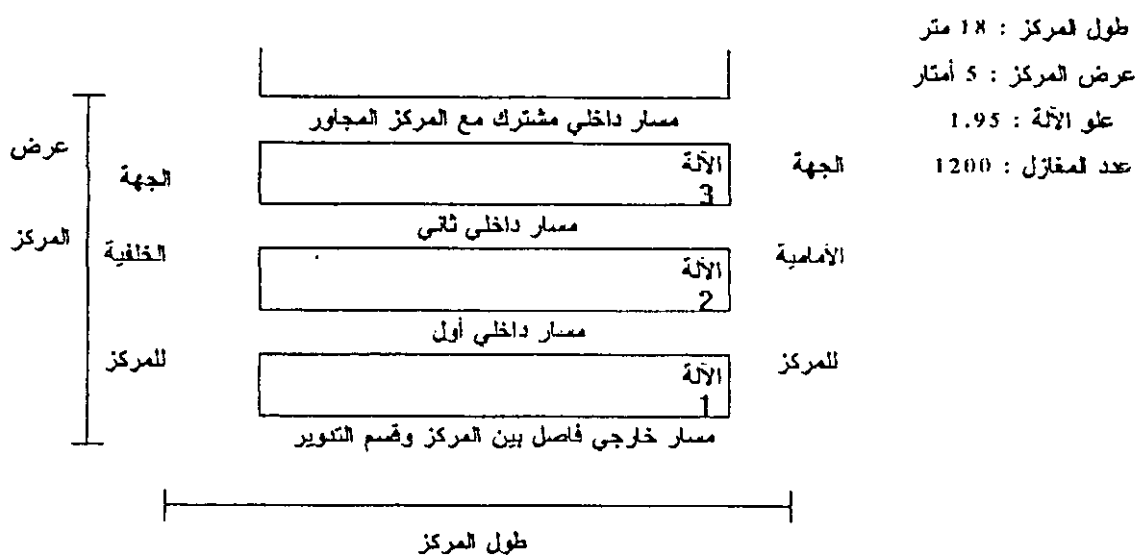 طول المركز : 18 متر
عرض المركز : 5 أمتار
علو الآلة : 1.95
عدد المغازل : 1200
مسار داخلي مشترك مع المركز المجاور
الآلة
3
مسار داخلي ثاني
الآلة
2
مسار داخلي أول
الآلة
1
مسار خارجي فاصل بين المركز وقسم التدوير
الجهة
الأمامية
للمركز
الجهة
الخلفية
للمركز
عرض
المركز
طول المركز